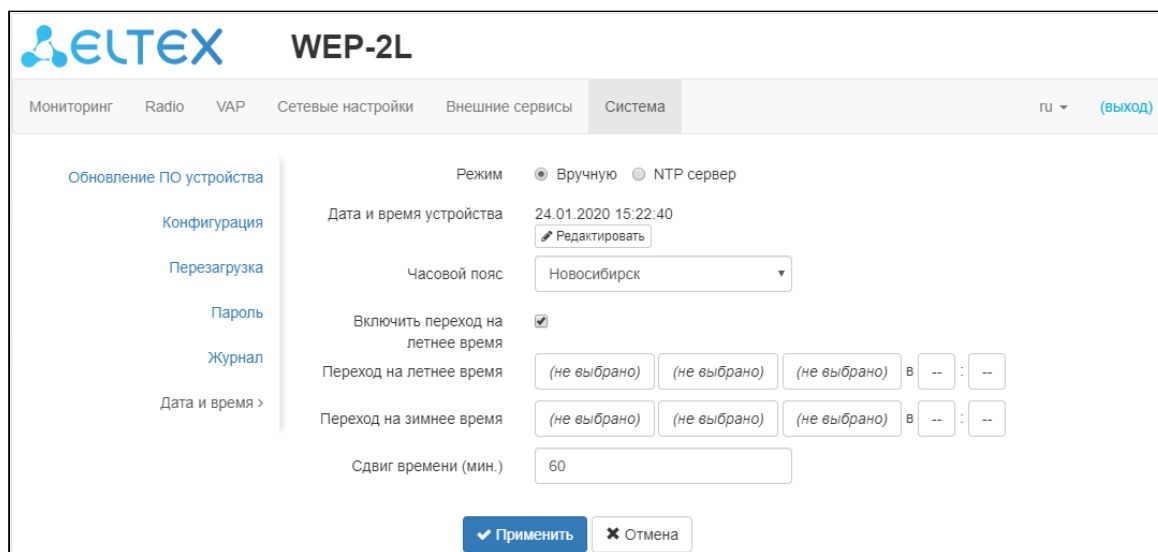 ELTEX WEP-2L
Мониторинг Radio VAP Сетевые настройки Внешние сервисы Система ru (выход)
Обновление ПО устройства
Конфигурация
Перезагрузка
Пароль
Журнал
Дата и время >
Режим Вручную NTP сервер
Дата и время устройства 24.01.2020 15:22:40
Редактировать
Часовой пояс Новосибирск
Включить переход на
летнее время
Переход на летнее время (не выбрано) (не выбрано) (не выбрано) в -- : --
Переход на зимнее время (не выбрано) (не выбрано) (не выбрано) в -- : --
Сдвиг времени (мин.) 60
Применить Отмена